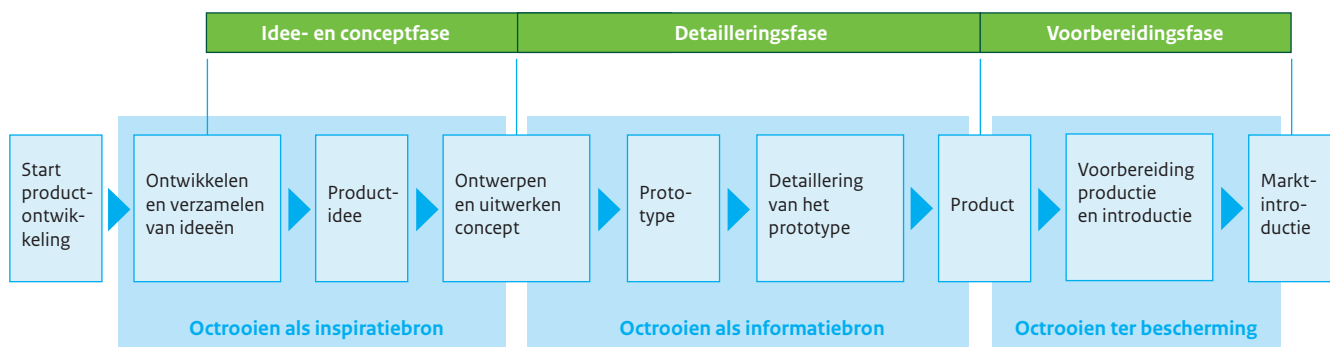 Idee- en conceptfase
Detailleringsfase
Voorbereidingsfase
Start
product-
ontwik-
keling
Ontwikkelen
en verzamelen
van ideeën
Product-
idee
Ontwerpen
en uitwerken
concept
Proto-
type
Detaillering
van het
prototype
Product
Voorbereiding
productie
en introductie
Markt-
intro-
ductie
Octrooien als inspiratiebron
Octrooien als informatiebron
Octrooien ter bescherming